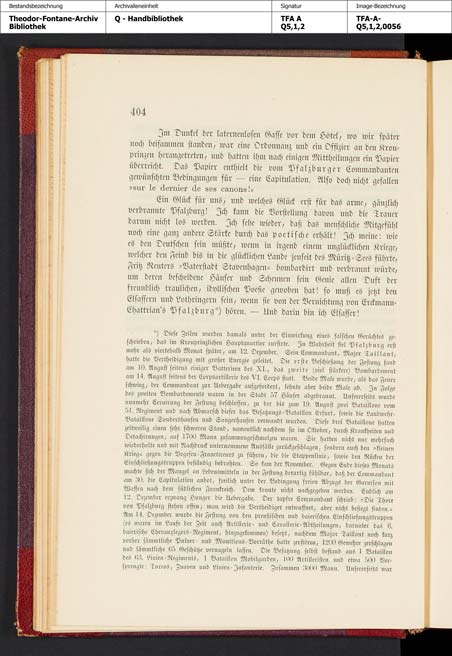 Bestandsbezeichnung Archivalieneinheit Signatur Image-Bezeichnung
Theodor-Fontane-Archiv Q - Handbibliothek TFA A TFA-A-
Bibliothek Q5,1,2 Q5,1,2,0056
404
Im Dunkel der laternenlosen Gasse vor dem Hôtel, wo wir später
noch beisammen standen, war eine Ordonnanz und ein Offizier an den Kron-
prinzen herangetreten, und hatten ihm nach einigen Mittheilungen ein Papier
überreicht. Das Papier enthielt die vom Pfalzburger Commandanten
gewünschten Bedingungen für — eine Capitulation. Also doch nicht gefallen
»sur le dernier de ses canons!«
Ein Glück für uns, und welches Glück erst für das arme, gänzlich
verbrannte Pfalzburg! Ich kann die Vorstellung davon und die Trauer
darum nicht los werden. Ich sehe wieder, daß das menschliche Mitgefühl
noch eine ganz andere Stärke durch das poetische erhält! Ich meine: wie
es den Deutschen sein müßte, wenn in irgend einem unglücklichen Kriege,
welcher den Feind bis in die glücklichen Lande jenseit des Müritz-Sees führte,
Fritz Reuters »Vaterstadt Stavenhagen« bombardirt und verbrannt würde,
um deren bescheidene Häuser und Scheunen sein Genie allen Duft der
freundlich traulichen, idyllischen Poesie gewoben hat! so muß es jetzt den
Elsassern und Lothringern sein, wenn sie von der Vernichtung von Erckmann-
Chattrian's Pfalzburg*) hören. — Und darin bin ich Elsasser!
*) Diese Zeilen wurden damals unter der Einwirkung eines falschen Gerüchtes ge-
schrieben, das im Kronprinzlichen Hauptquartier cursirte. In Wahrheit fiel Pfalzburg erst
mehr als vierthalb Monat später, am 12. Dezember. Sein Commandant, Major Taillant,
hatte die Vertheidigung mit großer Energie geleitet. Die erste Beschießung der Festung fand
am 10. August seitens einiger Batterien des XI., das zweite (viel stärkere) Bombardement
am 14. August seitens der Corpsartillerie des VI. Corps statt. Beide Male wurde, als das Feuer
schwieg, der Commandant zur Uebergabe aufgefordert, lehnte aber beide Male ab. In Folge
des zweiten Bombardements waren in der Stadt 57 Häuser abgebrannt. Unsererseits wurde
nunmehr Cernirung der Festung beschlossen, zu der bis zum 19. August zwei Bataillone vom
51. Regiment und nach Abmarsch dieser das Besatzungs-Bataillon Erfurt, sowie die Landwehr-
Bataillone Sondershausen und Sangerhausen verwandt wurden. Diese drei Bataillone hatten
zeitweilig einen sehr schweren Stand, namentlich nachdem sie im Oktober, durch Krankheiten und
Detachirungen, auf 1700 Mann zusammengeschmolzen waren. Sie hatten nicht nur mehrfach
wiederholte und mit Nachdruck unternommene Ausfälle zurückgeschlagen, sondern auch den »kleinen
Krieg« gegen die Vogesen-Franctireurs zu führen, die die Etappenlinie, sowie den Rücken der
Einschließungstruppen beständig bedrohten. So kam der November. Gegen Ende dieses Monats
machte sich der Mangel an Lebensmitteln in der Festung derartig fühlbar, daß der Commandant
am 30. die Capitulation anbot, freilich unter der Bedingung freien Abzugs der Garnison mit
Waffen nach dem südlichen Frankreich. Dem konnte nicht nachgegeben werden. Endlich am
12. Dezember erzwang Hunger die Uebergabe. Der tapfre Commandant schrieb: »Die Thore
von Pfalzburg stehen offen; man wird die Vertheidiger entwaffnet, aber nicht besiegt finden.«
Am 14. Dezember wurde die Festung von den preußischen und baierischen Einschließungstruppen
(es waren im Laufe der Zeit auch Artillerie- und Cavallerie-Abtheilungen, darunter das 6.
baierische Chevauxlegers-Regiment, hinzugekommen) besetzt, nachdem Major Taillant noch kurz
vorher sämmtliche Pulver- und Munitions-Vorräthe hatte zerstören, 1200 Gewehre zerschlagen
und sämmtliche 65 Geschütze vernageln lassen. Die Besatzung selbst bestand aus 1 Bataillon
des 63. Linien-Regiments, 1 Bataillon Mobilgarden, 100 Artilleristen und etwa 500 Ver-
sprengte: Turcos, Zuaven und Linien-Infanterie. Zusammen 3000 Mann. Unsererseits war